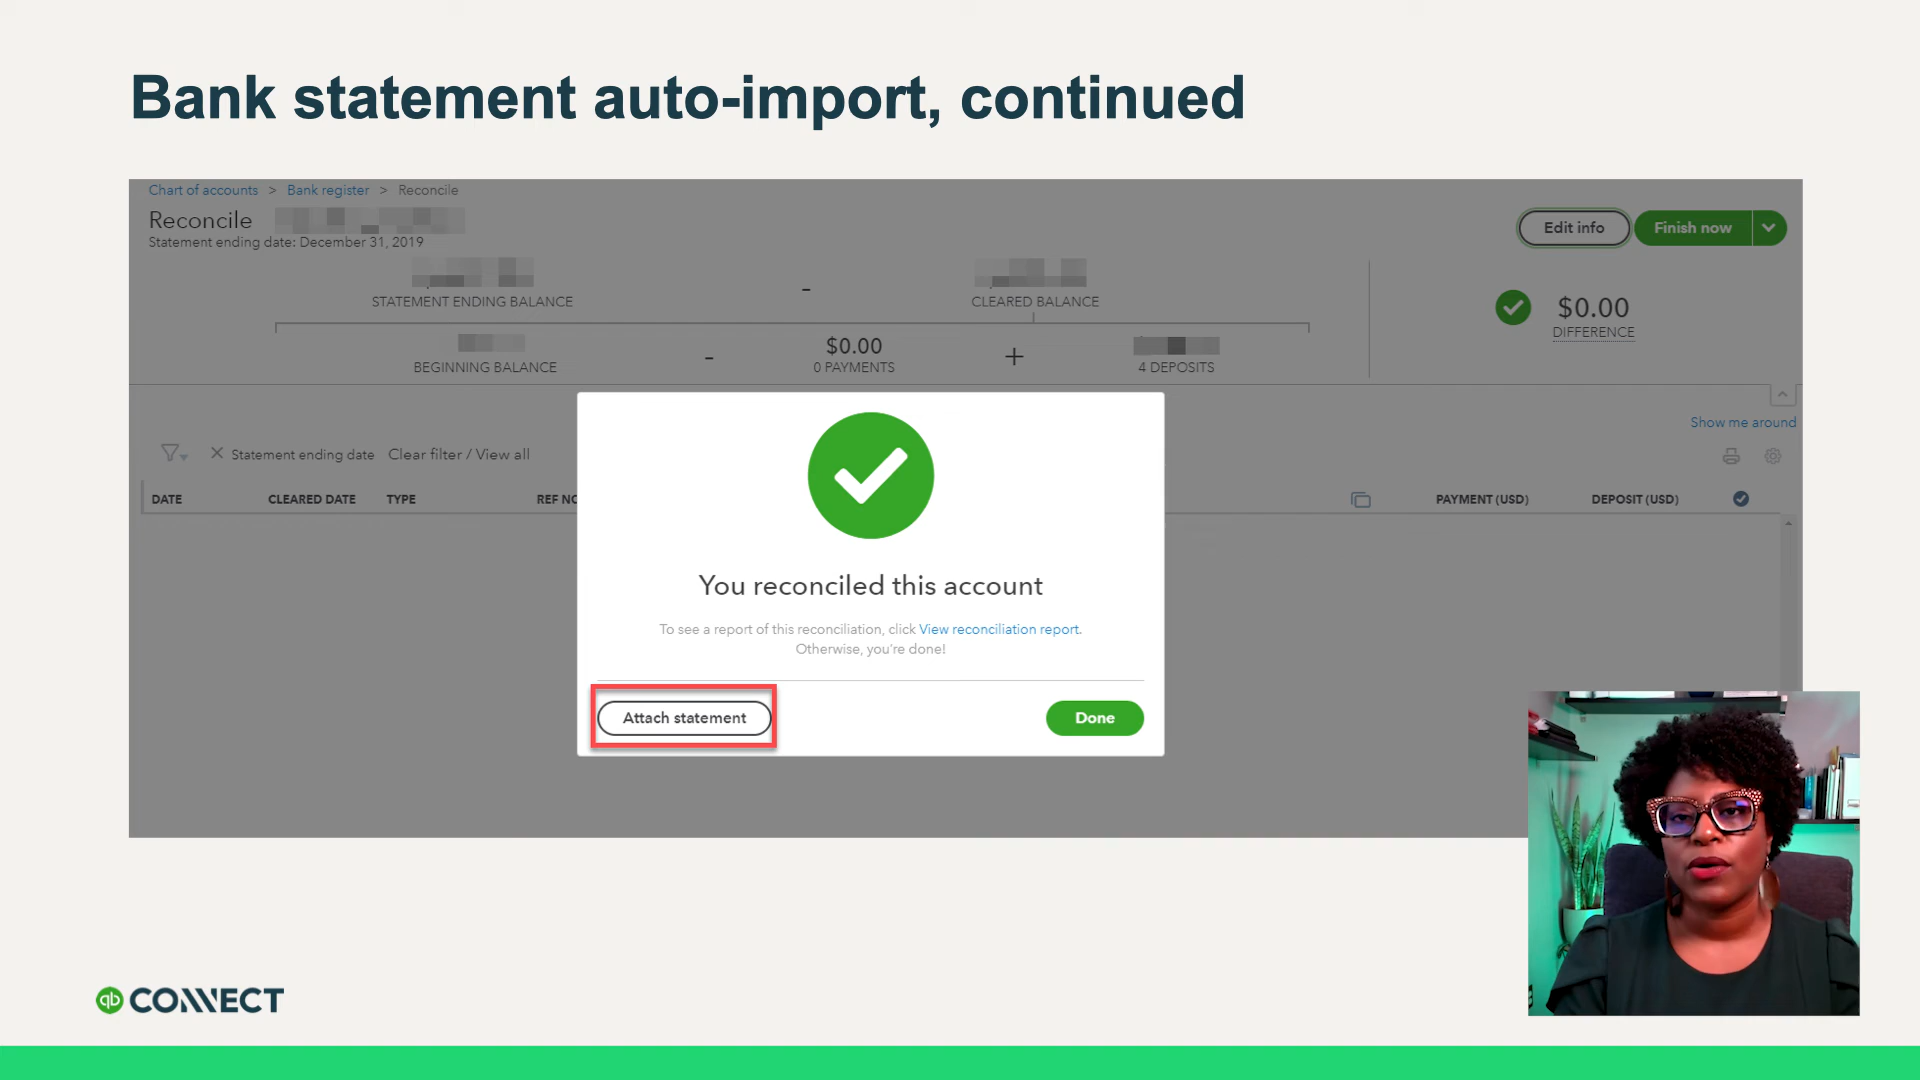 Bank statement auto-import, continued
Chart of accounts > Bank register > Reconcile
Reconcile
Statement ending date: December 31, 2019
Edit info
Finish now
STATEMENT ENDING BALANCE
-
CLEARED BALANCE
$0.00
DIFFERENCE
BEGINNING BALANCE
-
$0.00
0 PAYMENTS
+
4 DEPOSITS
Show me around
Statement ending date Clear filter / View all
DATE CLEARED DATE TYPE REF NO PAYMENT (USD) DEPOSIT (USD)
You reconciled this account
To see a report of this reconciliation, click View reconciliation report.
Otherwise, you're done!
Attach statement
Done
qb CONNECT